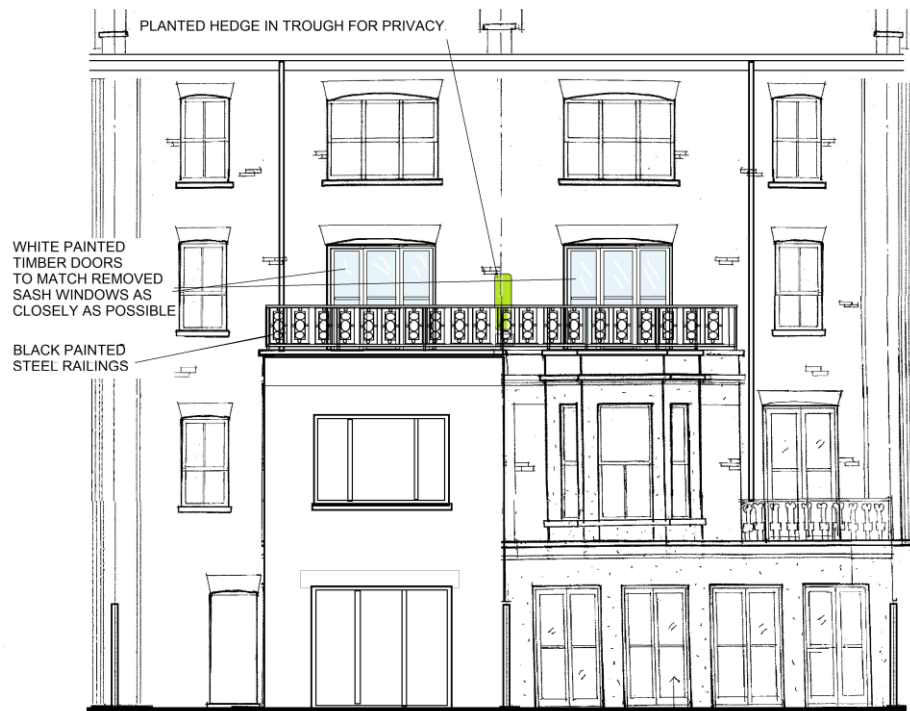 PLANTED HEDGE IN TROUGH FOR PRIVACY
WHITE PAINTED
TIMBER DOORS
TO MATCH REMOVED
SASH WINDOWS AS
CLOSELY AS POSSIBLE
BLACK PAINTED
STEEL RAILINGS